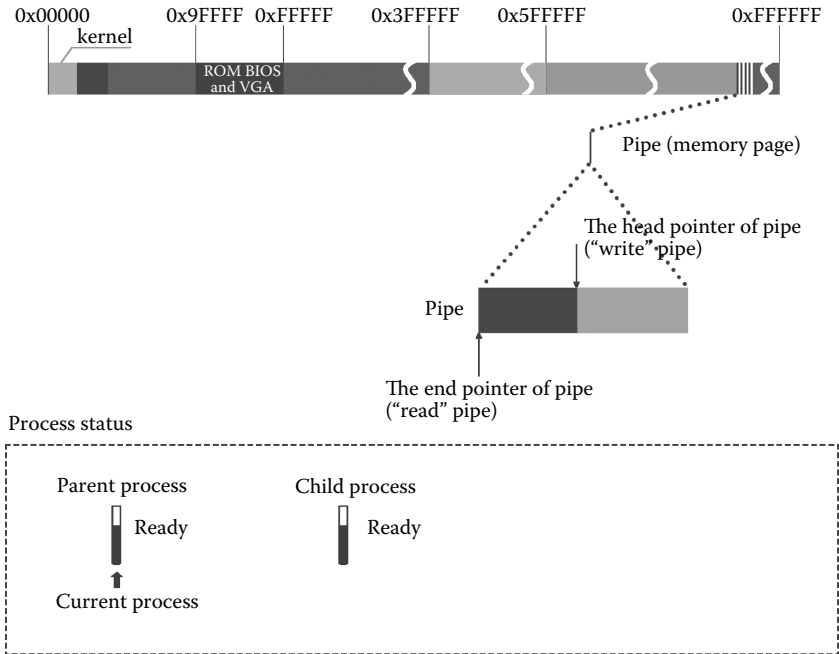 0x00000 0x9FFFF 0xFFFFF 0x3FFFFF 0x5FFFFF 0xFFFFFF
kernel
ROM BIOS
and VGA
Pipe (memory page)
The head pointer of pipe
(“write” pipe)
Pipe
The end pointer of pipe
(“read” pipe)
Process status
Parent process Child process
Ready Ready
Current process